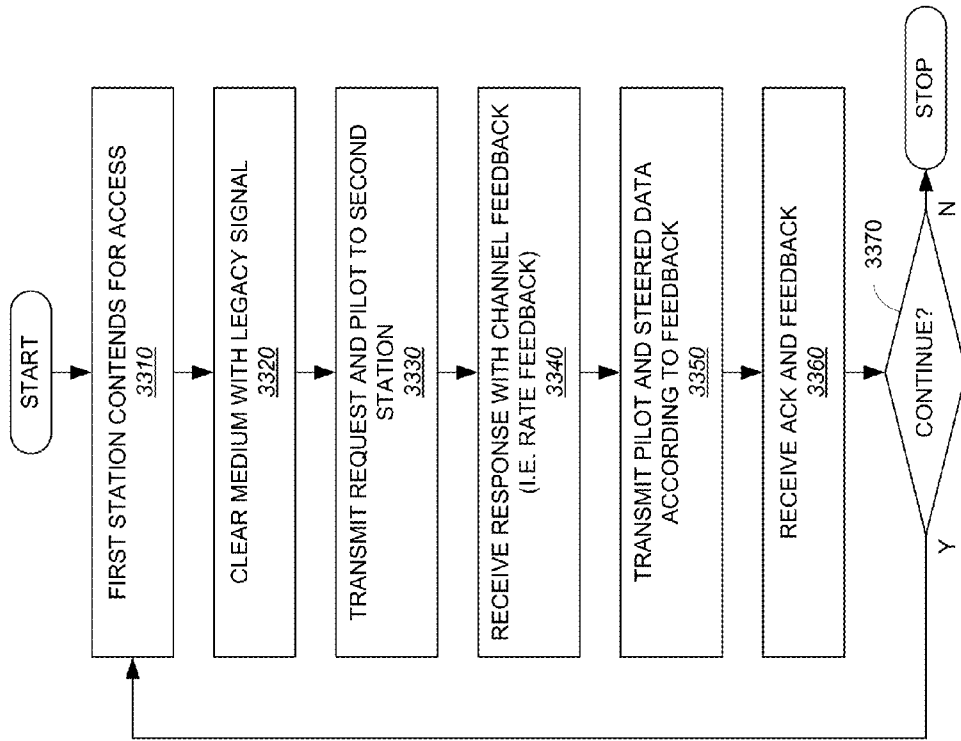 START
FIRST STATION CONTENDS FOR ACCESS
3310
CLEAR MEDIUM WITH LEGACY SIGNAL
3320
TRANSMIT REQUEST AND PILOT TO SECOND
STATION
3330
RECEIVE RESPONSE WITH CHANNEL FEEDBACK
(I.E. RATE FEEDBACK)
3340
TRANSMIT PILOT AND STEERED DATA
ACCORDING TO FEEDBACK
3350
RECEIVE ACK AND FEEDBACK
3360
3370
CONTINUE?
Y
N
STOP